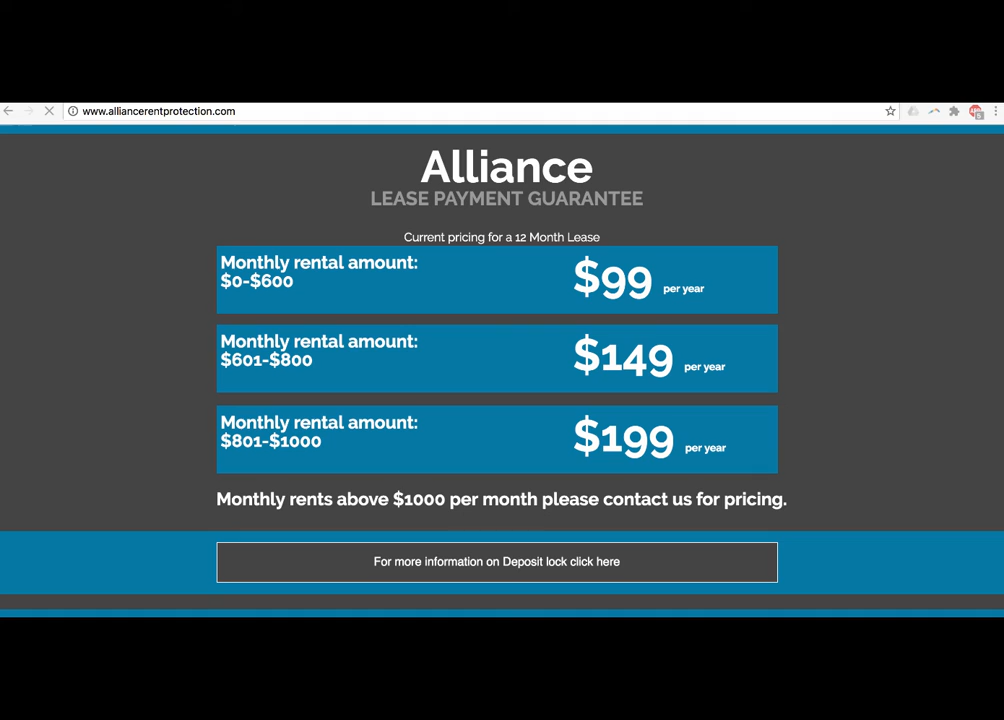 www.alliancerentprotection.com
Alliance
LEASE PAYMENT GUARANTEE
Current pricing for a 12 Month Lease
Monthly rental amount:
$0-$600
$99 per year
Monthly rental amount:
$601-$800
$149 per year
Monthly rental amount:
$801-$1000
$199 per year
Monthly rents above $1000 per month please contact us for pricing.
For more information on Deposit lock click here